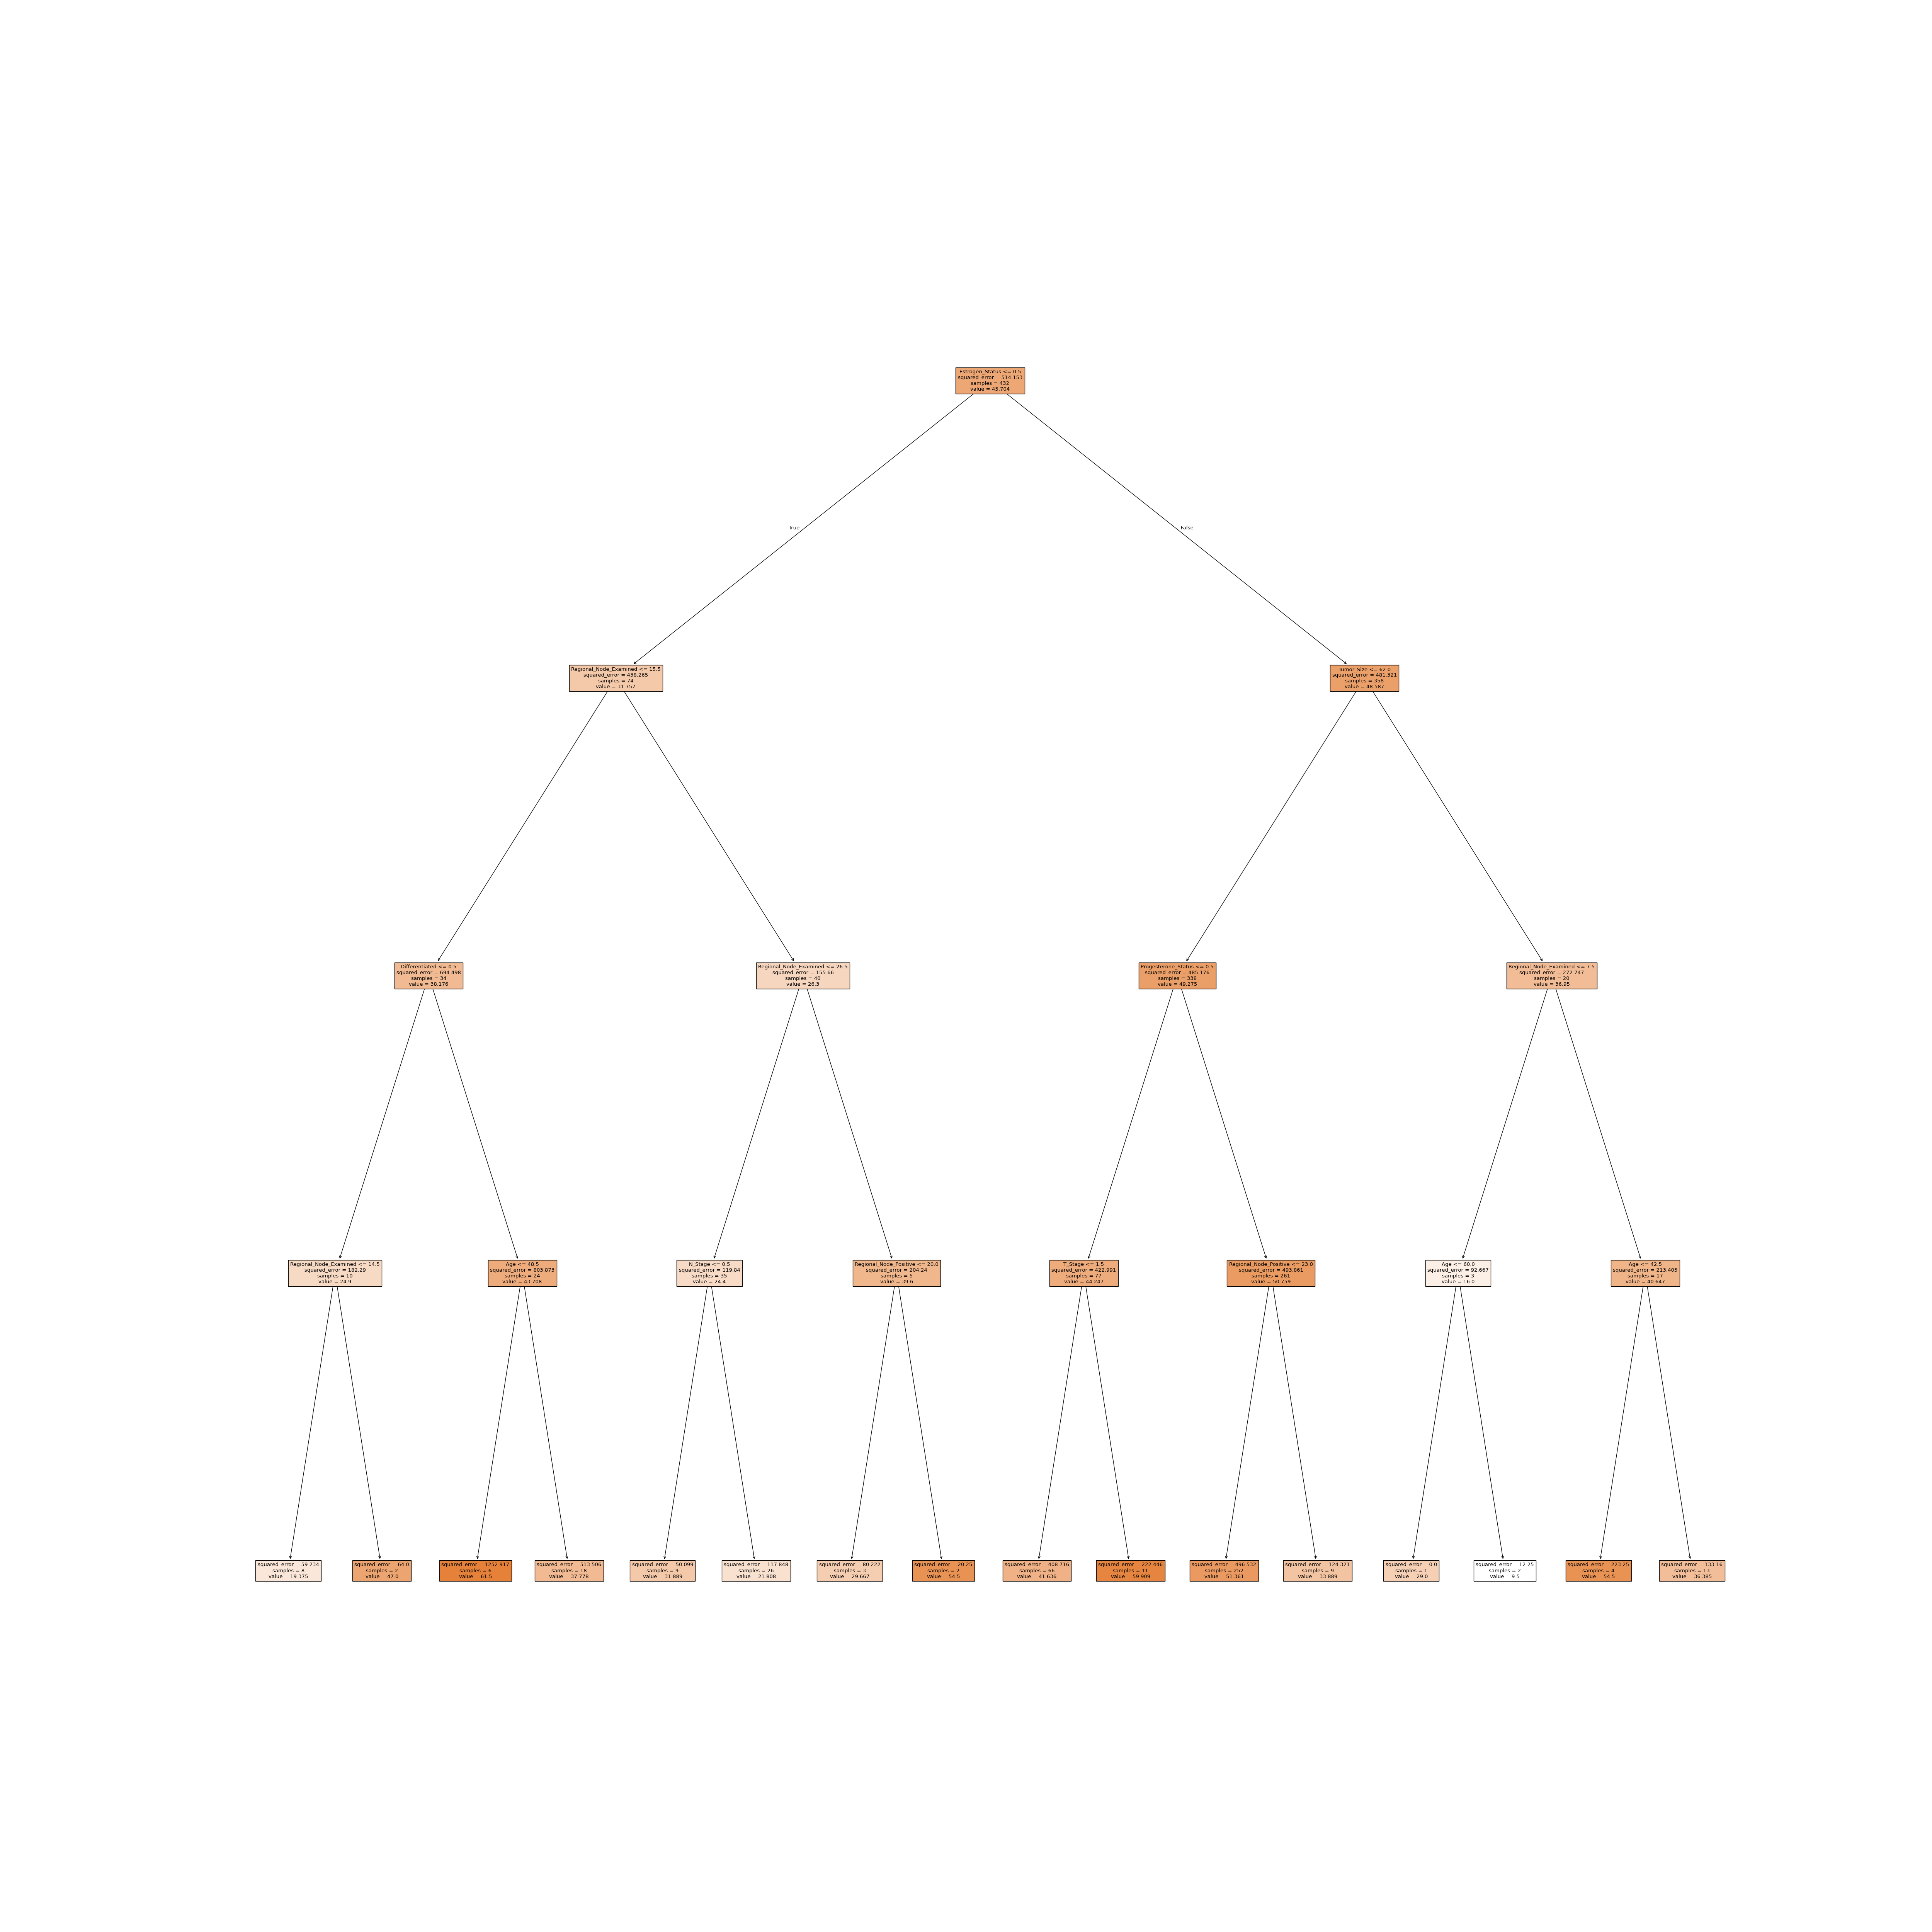 Estrogen_Status <= 0.5
squared_error = 514.153
samples = 432
value = 45.704
True
False
Regional_Node_Examined <= 15.5
squared_error = 438.265
samples = 74
value = 31.757
Tumor_Size <= 62.0
squared_error = 481.321
samples = 358
value = 48.587
Differentiated <= 0.5
squared_error = 694.498
samples = 34
value = 38.176
Regional_Node_Examined <= 26.5
squared_error = 155.66
samples = 40
value = 26.3
Progesterone_Status <= 0.5
squared_error = 485.176
samples = 338
value = 49.275
Regional_Node_Examined <= 7.5
squared_error = 272.747
samples = 20
value = 36.95
Regional_Node_Examined <= 14.5
squared_error = 182.29
samples = 10
value = 24.9
Age <= 48.5
squared_error = 803.873
samples = 24
value = 43.708
N_Stage <= 0.5
squared_error = 119.84
samples = 35
value = 24.4
Regional_Node_Positive <= 20.0
squared_error = 204.24
samples = 5
value = 39.6
T_Stage <= 1.5
squared_error = 422.991
samples = 77
value = 44.247
Regional_Node_Positive <= 23.0
squared_error = 493.861
samples = 261
value = 50.759
Age <= 60.0
squared_error = 92.667
samples = 3
value = 16.0
Age <= 42.5
squared_error = 213.405
samples = 17
value = 40.647
squared_error = 59.234
samples = 8
value = 19.375
squared_error = 64.0
samples = 2
value = 47.0
squared_error = 1252.917
samples = 6
value = 61.5
squared_error = 513.506
samples = 18
value = 37.778
squared_error = 50.099
samples = 9
value = 31.889
squared_error = 117.848
samples = 26
value = 21.808
squared_error = 80.222
samples = 3
value = 29.667
squared_error = 20.25
samples = 2
value = 54.5
squared_error = 408.716
samples = 66
value = 41.636
squared_error = 222.446
samples = 11
value = 59.909
squared_error = 496.532
samples = 252
value = 51.361
squared_error = 124.321
samples = 9
value = 33.889
squared_error = 0.0
samples = 1
value = 29.0
squared_error = 12.25
samples = 2
value = 9.5
squared_error = 223.25
samples = 4
value = 54.5
squared_error = 133.16
samples = 13
value = 36.385